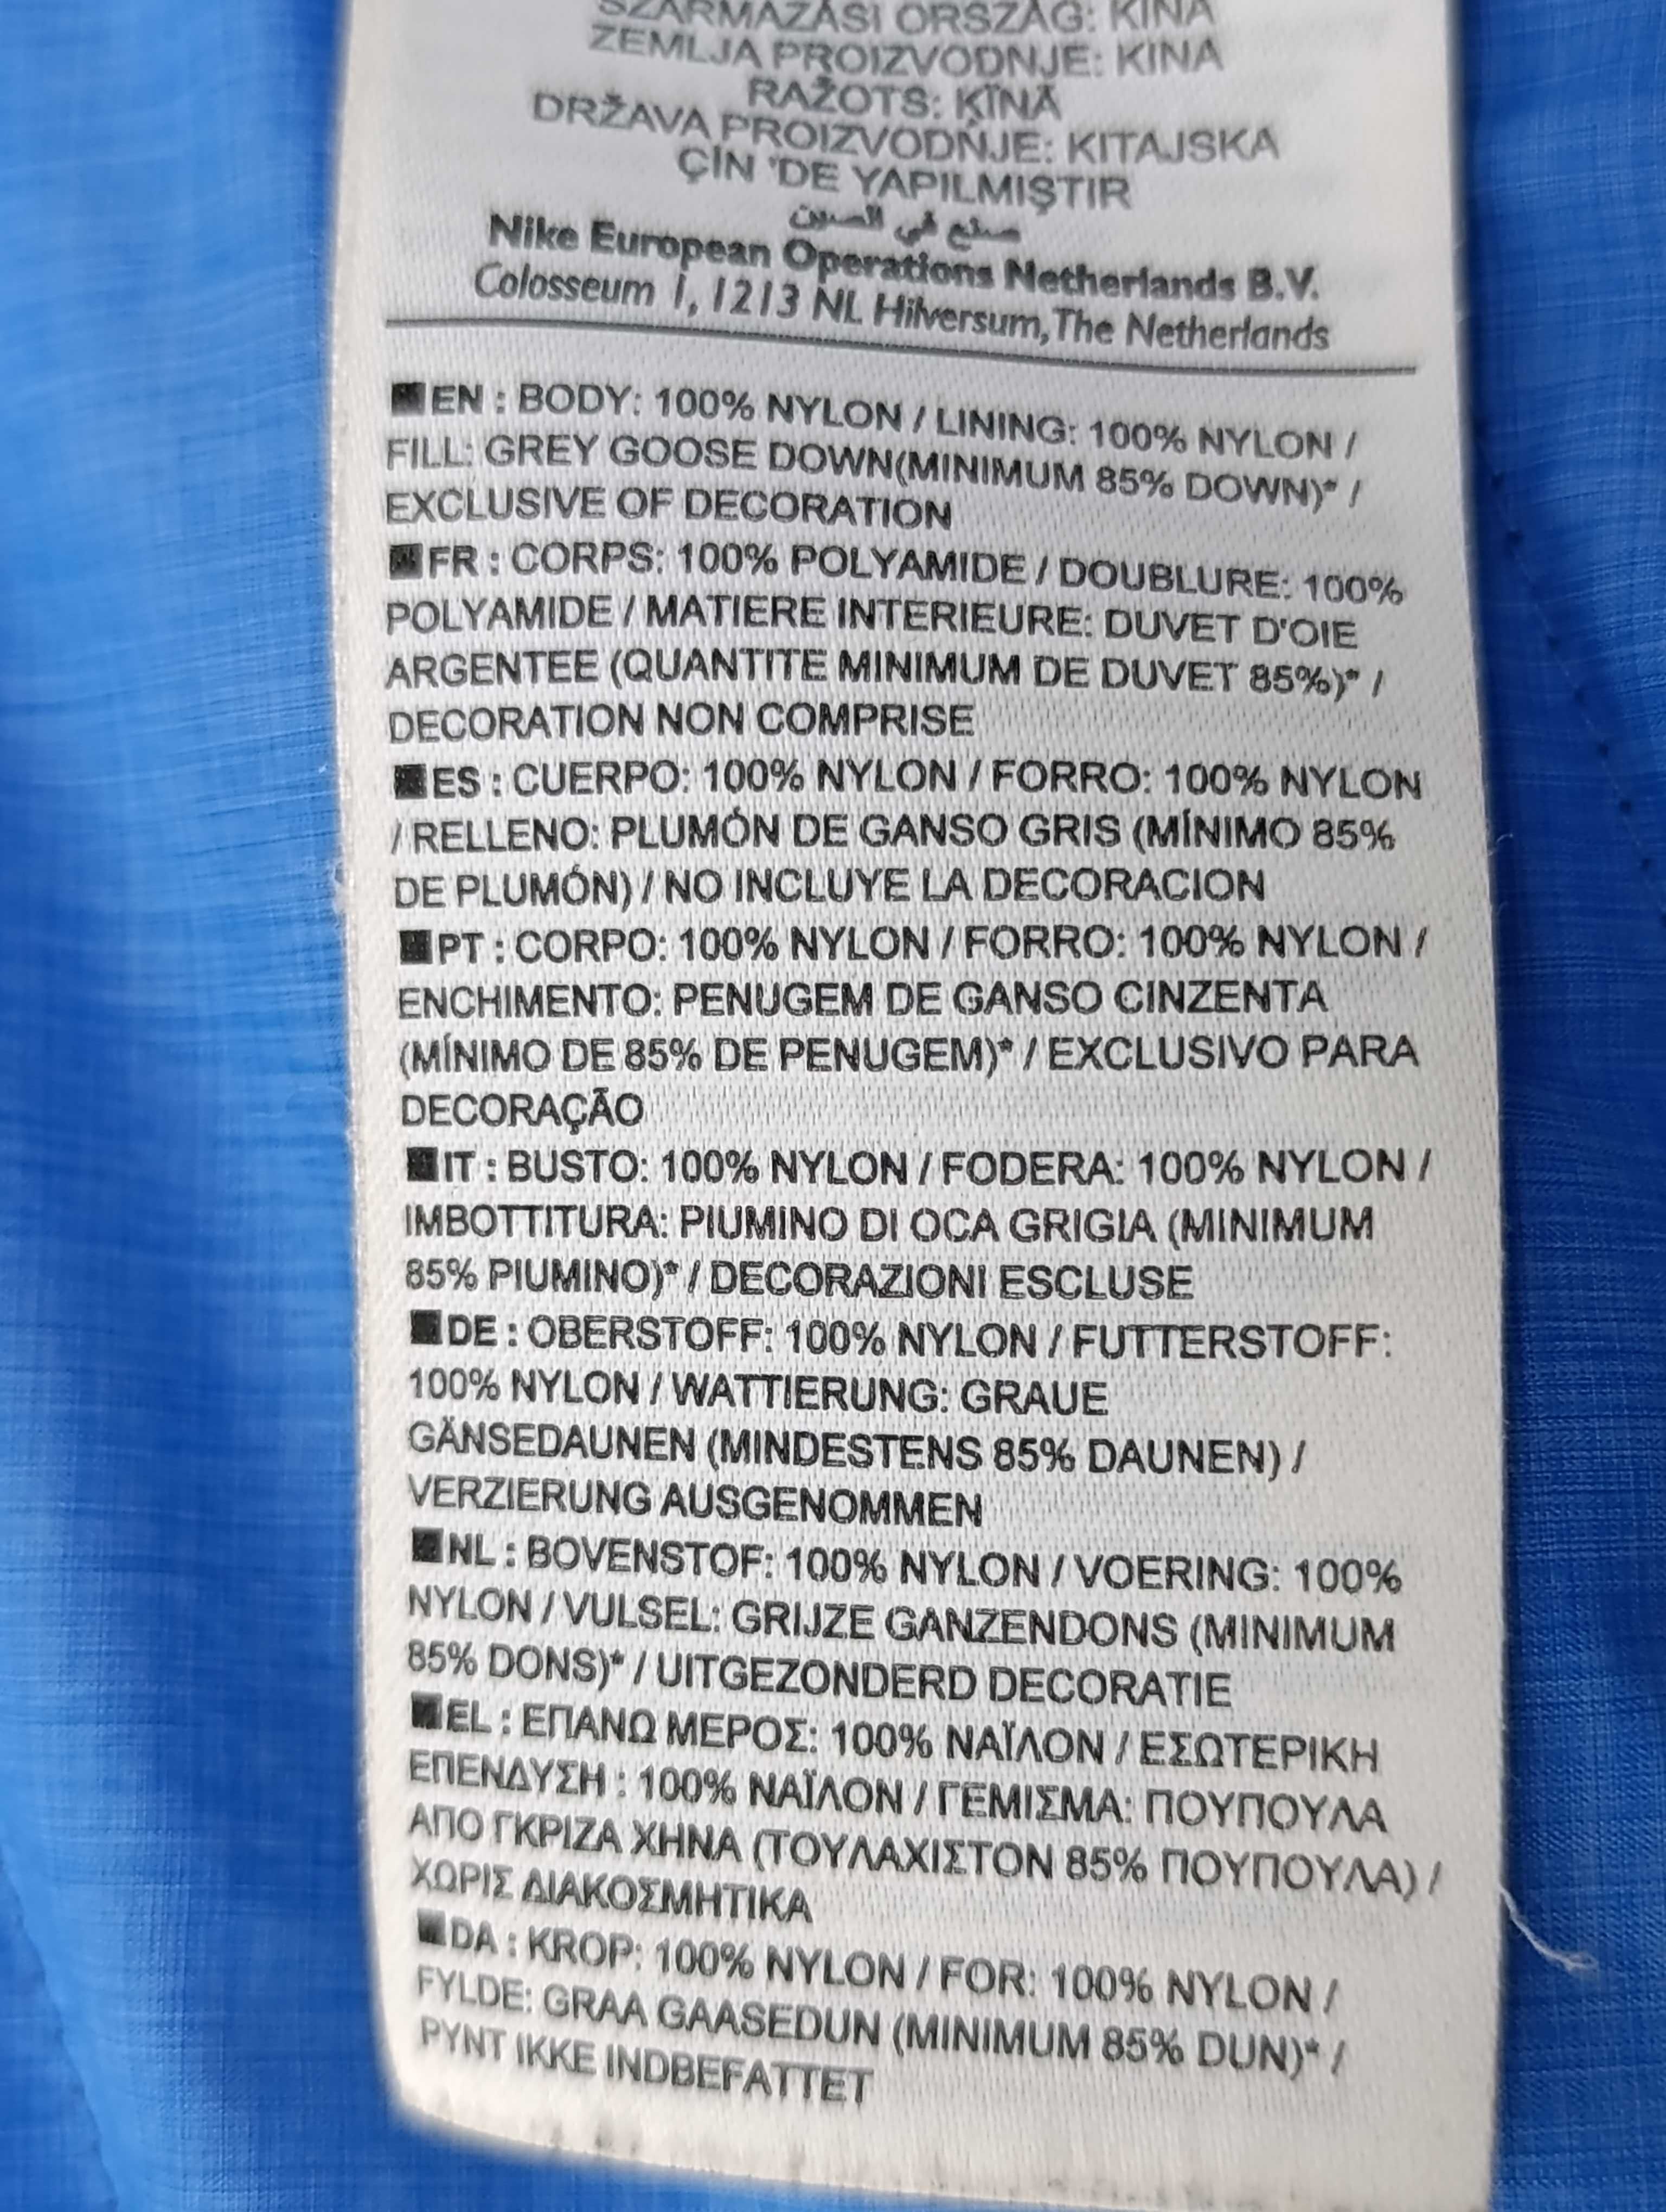 SZÁRMAZÁSI ORSZÁG: KÍNA
ZEMLJA PROIZVODNJE: KINA
RAŽOTS: ĶĪNĀ
DRŽAVA PROIZVODNJE: KITAJSKA
ÇIN 'DE YAPILMIŞTIR
صنع في الصين
Nike European Operations Netherlands B.V.
Colosseum 1, 1213 NL Hilversum, The Netherlands
■EN : BODY: 100% NYLON / LINING: 100% NYLON /
FILL: GREY GOOSE DOWN(MINIMUM 85% DOWN)* /
EXCLUSIVE OF DECORATION
■FR : CORPS: 100% POLYAMIDE / DOUBLURE: 100%
POLYAMIDE / MATIERE INTERIEURE: DUVET D'OIE
ARGENTEE (QUANTITE MINIMUM DE DUVET 85%)* /
DECORATION NON COMPRISE
■ES : CUERPO: 100% NYLON / FORRO: 100% NYLON
/ RELLENO: PLUMÓN DE GANSO GRIS (MÍNIMO 85%
DE PLUMÓN) / NO INCLUYE LA DECORACION
■PT : CORPO: 100% NYLON / FORRO: 100% NYLON /
ENCHIMENTO: PENUGEM DE GANSO CINZENTA
(MÍNIMO DE 85% DE PENUGEM)* / EXCLUSIVO PARA
DECORAÇÃO
■IT : BUSTO: 100% NYLON / FODERA: 100% NYLON /
IMBOTTITURA: PIUMINO DI OCA GRIGIA (MINIMUM
85% PIUMINO)* / DECORAZIONI ESCLUSE
■DE : OBERSTOFF: 100% NYLON / FUTTERSTOFF:
100% NYLON / WATTIERUNG: GRAUE
GÄNSEDAUNEN (MINDESTENS 85% DAUNEN) /
VERZIERUNG AUSGENOMMEN
■NL : BOVENSTOF: 100% NYLON / VOERING: 100%
NYLON / VULSEL: GRIJZE GANZENDONS (MINIMUM
85% DONS)* / UITGEZONDERD DECORATIE
■EL : ΕΠΑΝΩ ΜΕΡΟΣ: 100% ΝΑΪΛΟΝ / ΕΣΩΤΕΡΙΚΗ
ΕΠΕΝΔΥΣΗ : 100% ΝΑΪΛΟΝ / ΓΕΜΙΣΜΑ: ΠΟΥΠΟΥΛΑ
ΑΠΟ ΓΚΡΙΖΑ ΧΗΝΑ (ΤΟΥΛΑΧΙΣΤΟΝ 85% ΠΟΥΠΟΥΛΑ) /
ΧΩΡΙΣ ΔΙΑΚΟΣΜΗΤΙΚΑ
■DA : KROP: 100% NYLON / FOR: 100% NYLON /
FYLDE: GRAA GAASEDUN (MINIMUM 85% DUN)* /
PYNT IKKE INDBEFATTET